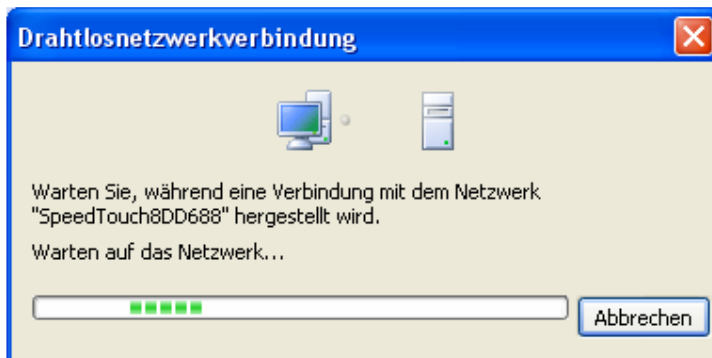 Drahtlosnetzwerkverbindung
Warten Sie, während eine Verbindung mit dem Netzwerk
"SpeedTouch8DD688" hergestellt wird.
Warten auf das Netzwerk...
Abbrechen